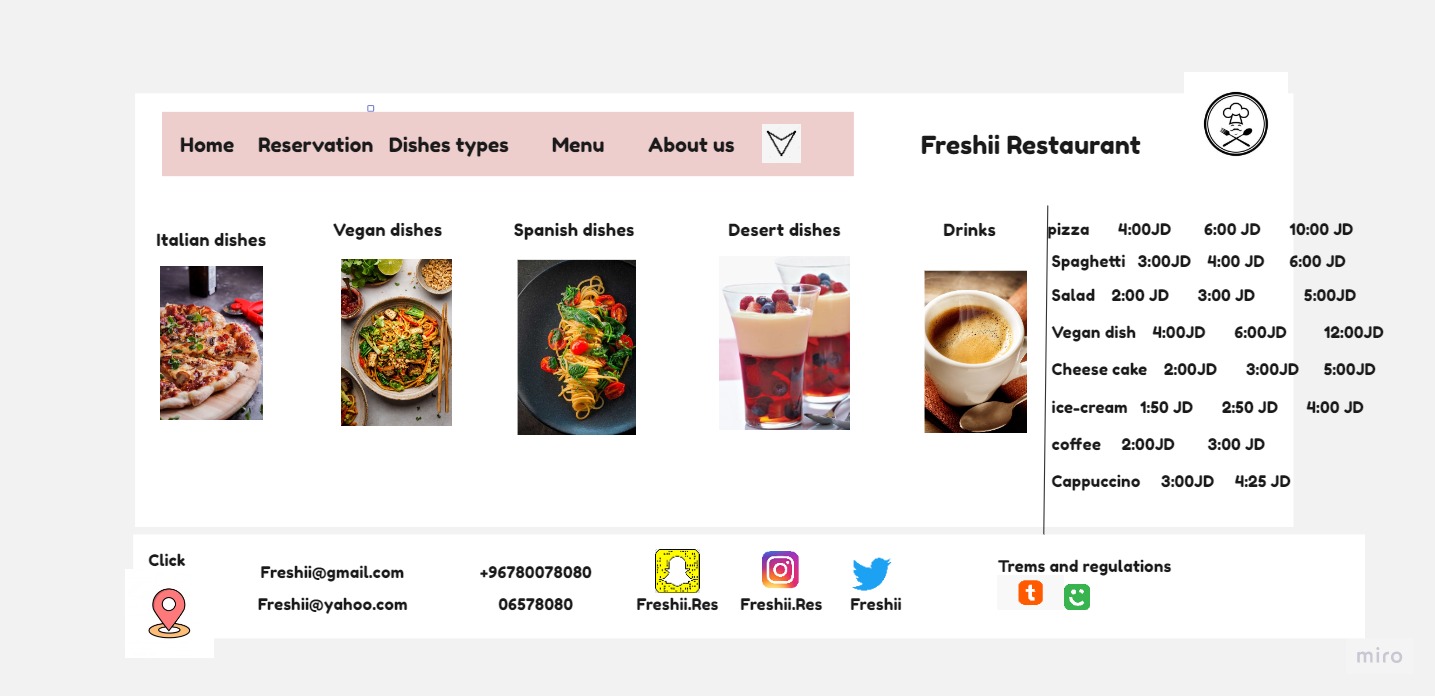 Home Reservation Dishes types Menu About us
Freshii Restaurant
Italian dishes
Vegan dishes
Spanish dishes
Desert dishes
Drinks
pizza 4:00JD 6:00 JD 10:00 JD
Spaghetti 3:00JD 4:00 JD 6:00 JD
Salad 2:00 JD 3:00 JD 5:00JD
Vegan dish 4:00JD 6:00JD 12:00JD
Cheese cake 2:00JD 3:00JD 5:00JD
ice-cream 1:50 JD 2:50 JD 4:00 JD
coffee 2:00JD 3:00 JD
Cappuccino 3:00JD 4:25 JD
Click
Freshii@gmail.com
Freshii@yahoo.com
+96780078080
06578080
Freshii.Res
Freshii.Res
Freshii
Trems and regulations
t
miro